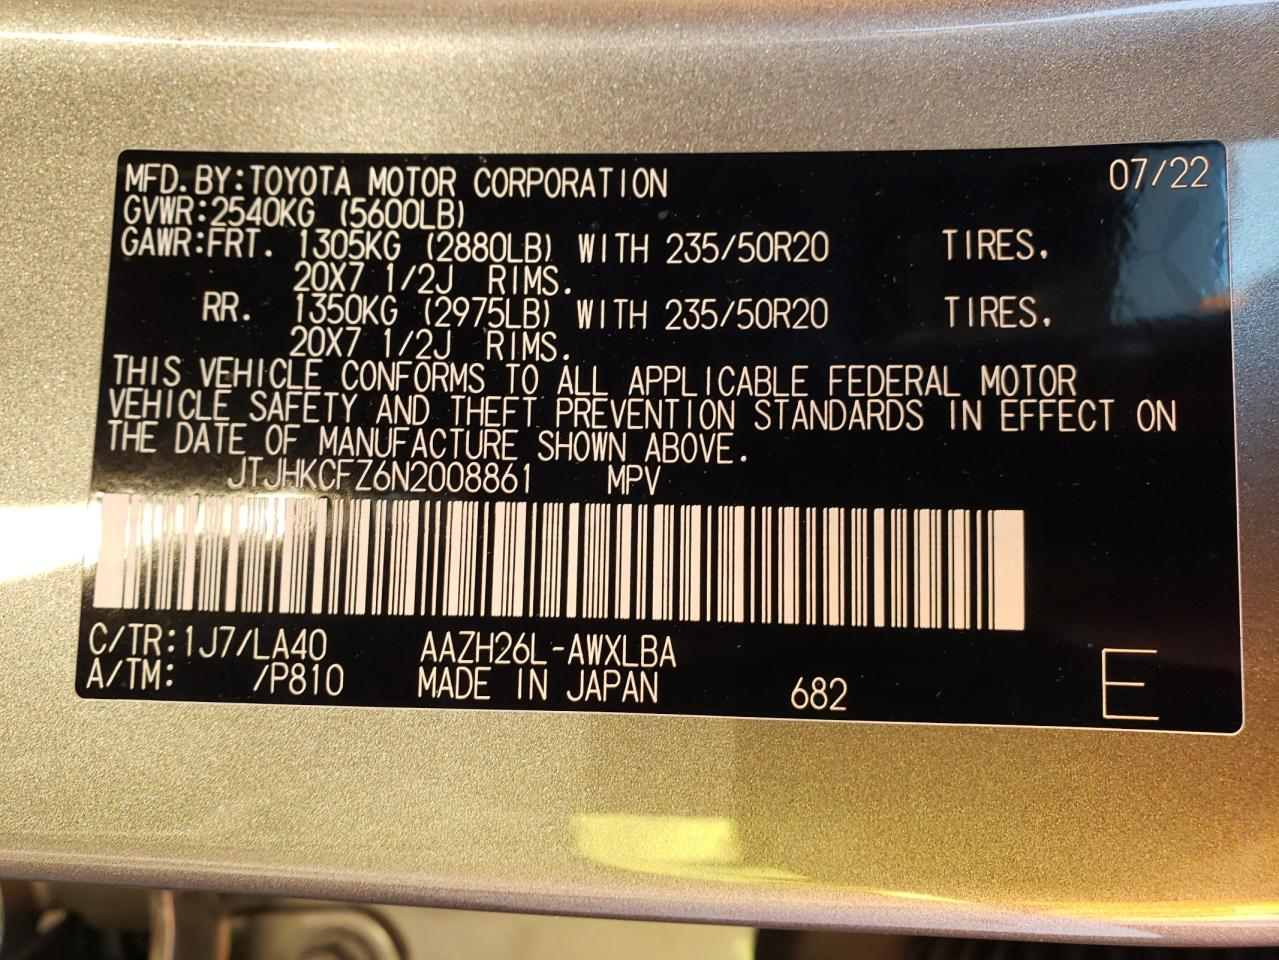 MFD.BY:TOYOTA MOTOR CORPORATION 07/22
GVWR:2540KG (5600LB)
GAWR:FRT. 1305KG (2880LB) WITH 235/50R20 TIRES.
20X7 1/2J RIMS.
RR. 1350KG (2975LB) WITH 235/50R20 TIRES.
20X7 1/2J RIMS.
THIS VEHICLE CONFORMS TO ALL APPLICABLE FEDERAL MOTOR
VEHICLE SAFETY AND THEFT PREVENTION STANDARDS IN EFFECT ON
THE DATE OF MANUFACTURE SHOWN ABOVE.
JTJHKCFZ6N2008861 MPV
C/TR:1J7/LA40 AAZH26L-AWXLBA
A/TM: /P810 MADE IN JAPAN 682 E